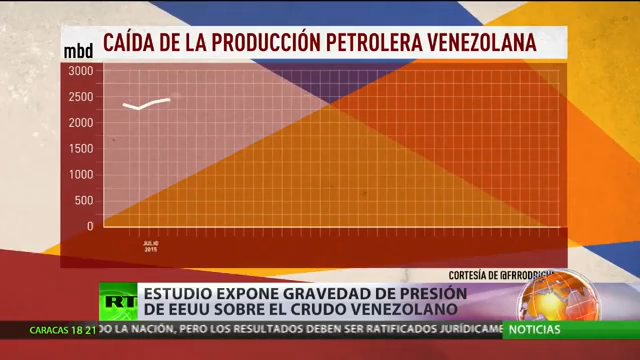 CAÍDA DE LA PRODUCCIÓN PETROLERA VENEZOLANA
mbd
3000
2500
2000
1500
1000
500
0
JULIO
2015
CORTESÍA DE
RT
ESTUDIO EXPONE GRAVEDAD DE PRESIÓN
DE EEUU SOBRE EL CRUDO VENEZOLANO
CARACAS 18 21
LA NACIÓN, PERO LOS RESULTADOS DEBEN SER RATIFICADOS
NOTICIAS